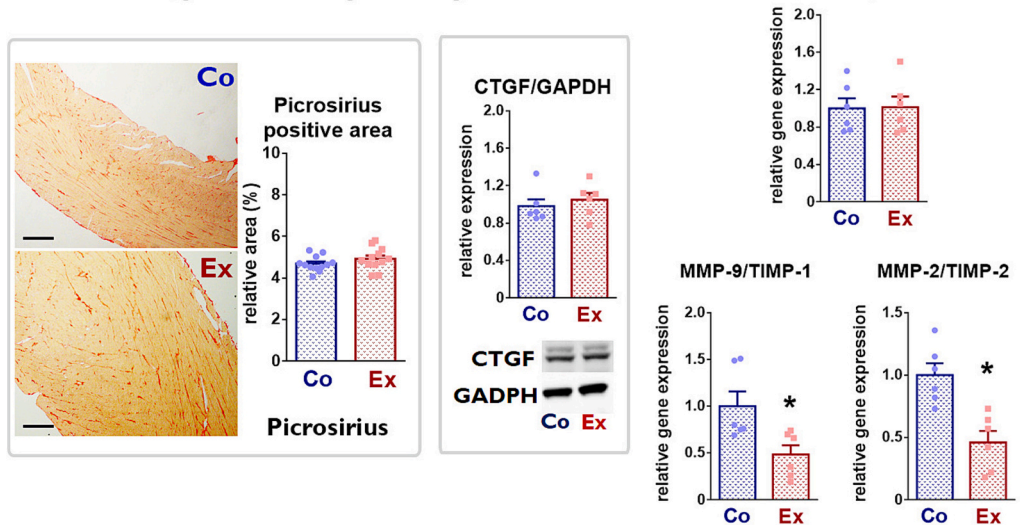 Co
Ex
Picrosirius
positive area
relative area (%)
10
8
6
4
2
0
Co Ex
Picrosirius
CTGF/GAPDH
relative expression
2.0
1.6
1.2
0.8
0.4
0
Co Ex
CTGF
GADPH
Co Ex
relative gene expression
2.0
1.6
1.2
0.8
0.4
Co Ex
MMP-9/TIMP-1
relative gene expression
2.0
1.5
1.0
0.5
0
Co Ex
*
MMP-2/TIMP-2
relative gene expression
1.5
1.0
0.5
0
Co Ex
*